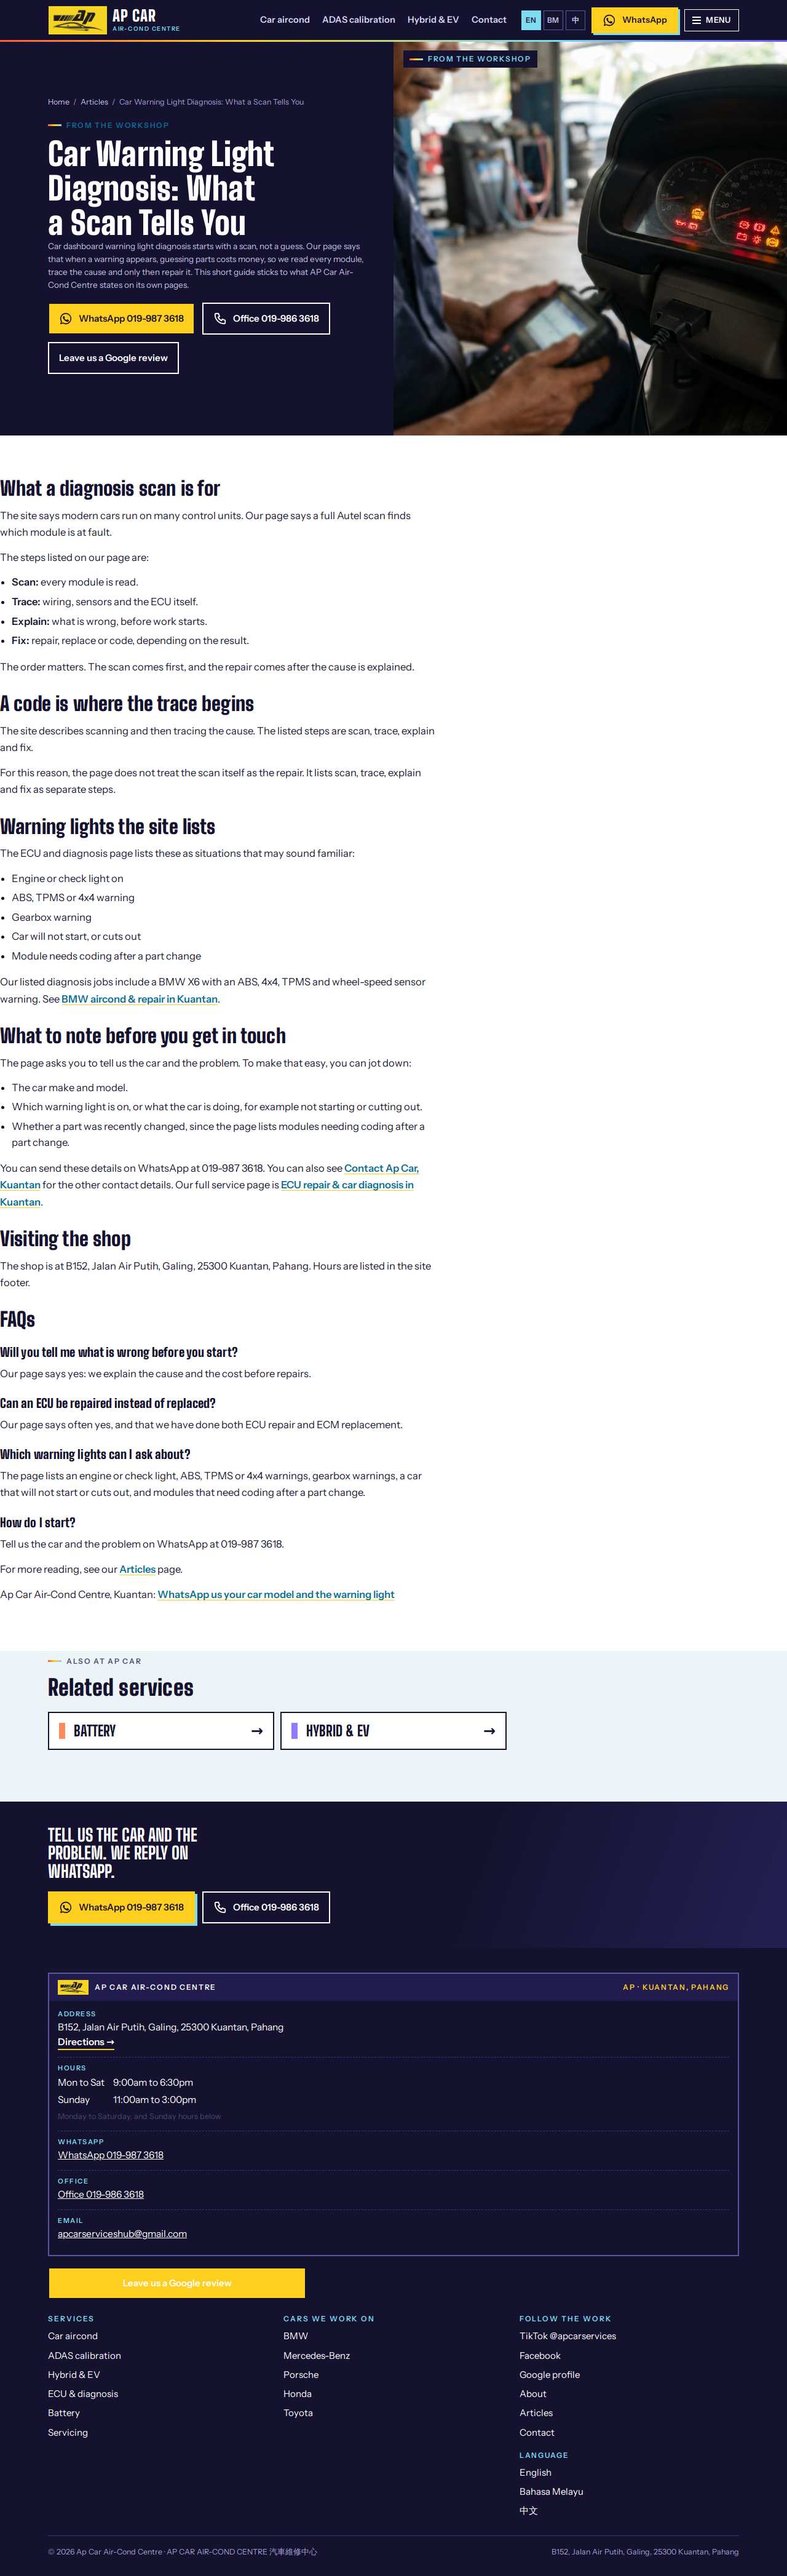 AP CAR
AIR-COND CENTRE
Car aircond
ADAS calibration
Hybrid & EV
Contact
EN
BM
中
WhatsApp
MENU
Home / Articles / Car Warning Light Diagnosis: What a Scan Tells You
FROM THE WORKSHOP
Car Warning Light
Diagnosis: What
a Scan Tells You
Car dashboard warning light diagnosis starts with a scan, not a guess. Our page says
that when a warning appears, guessing parts costs money, so we read every module,
trace the cause and only then repair it. This short guide sticks to what AP Car Air-
Cond Centre states on its own pages.
WhatsApp 019-987 3618
Office 019-986 3618
Leave us a Google review
FROM THE WORKSHOP
What a diagnosis scan is for
The site says modern cars run on many control units. Our page says a full Autel scan finds
which module is at fault.
The steps listed on our page are:
• Scan: every module is read.
• Trace: wiring, sensors and the ECU itself.
• Explain: what is wrong, before work starts.
• Fix: repair, replace or code, depending on the result.
The order matters. The scan comes first, and the repair comes after the cause is explained.
A code is where the trace begins
The site describes scanning and then tracing the cause. The listed steps are scan, trace, explain
and fix.
For this reason, the page does not treat the scan itself as the repair. It lists scan, trace, explain
and fix as separate steps.
Warning lights the site lists
The ECU and diagnosis page lists these as situations that may sound familiar:
• Engine or check light on
• ABS, TPMS or 4x4 warning
• Gearbox warning
• Car will not start, or cuts out
• Module needs coding after a part change
Our listed diagnosis jobs include a BMW X6 with an ABS, 4x4, TPMS and wheel-speed sensor
warning. See BMW aircond & repair in Kuantan.
What to note before you get in touch
The page asks you to tell us the car and the problem. To make that easy, you can jot down:
• The car make and model.
• Which warning light is on, or what the car is doing, for example not starting or cutting out.
• Whether a part was recently changed, since the page lists modules needing coding after a
part change.
You can send these details on WhatsApp at 019-987 3618. You can also see Contact Ap Car,
Kuantan for the other contact details. Our full service page is ECU repair & car diagnosis in
Kuantan.
Visiting the shop
The shop is at B152, Jalan Air Putih, Galing, 25300 Kuantan, Pahang. Hours are listed in the site
footer.
FAQs
Will you tell me what is wrong before you start?
Our page says yes: we explain the cause and the cost before repairs.
Can an ECU be repaired instead of replaced?
Our page says often yes, and that we have done both ECU repair and ECM replacement.
Which warning lights can I ask about?
The page lists an engine or check light, ABS, TPMS or 4x4 warnings, gearbox warnings, a car
that will not start or cuts out, and modules that need coding after a part change.
How do I start?
Tell us the car and the problem on WhatsApp at 019-987 3618.
For more reading, see our Articles page.
Ap Car Air-Cond Centre, Kuantan: WhatsApp us your car model and the warning light
ALSO AT AP CAR
Related services
BATTERY →
HYBRID & EV →
TELL US THE CAR AND THE
PROBLEM. WE REPLY ON
WHATSAPP.
WhatsApp 019-987 3618
Office 019-986 3618
AP CAR AIR-COND CENTRE
AP · KUANTAN, PAHANG
ADDRESS
B152, Jalan Air Putih, Galing, 25300 Kuantan, Pahang
Directions →
HOURS
Mon to Sat 9:00am to 6:30pm
Sunday 11:00am to 3:00pm
Monday to Saturday, and Sunday hours below
WHATSAPP
WhatsApp 019-987 3618
OFFICE
Office 019-986 3618
EMAIL
apcarserviceshub@gmail.com
Leave us a Google review
SERVICES
Car aircond
ADAS calibration
Hybrid & EV
ECU & diagnosis
Battery
Servicing
CARS WE WORK ON
BMW
Mercedes-Benz
Porsche
Honda
Toyota
FOLLOW THE WORK
TikTok @apcarservices
Facebook
Google profile
About
Articles
Contact
LANGUAGE
English
Bahasa Melayu
中文
© 2026 Ap Car Air-Cond Centre · AP CAR AIR-COND CENTRE 汽車維修中心
B152, Jalan Air Putih, Galing, 25300 Kuantan, Pahang